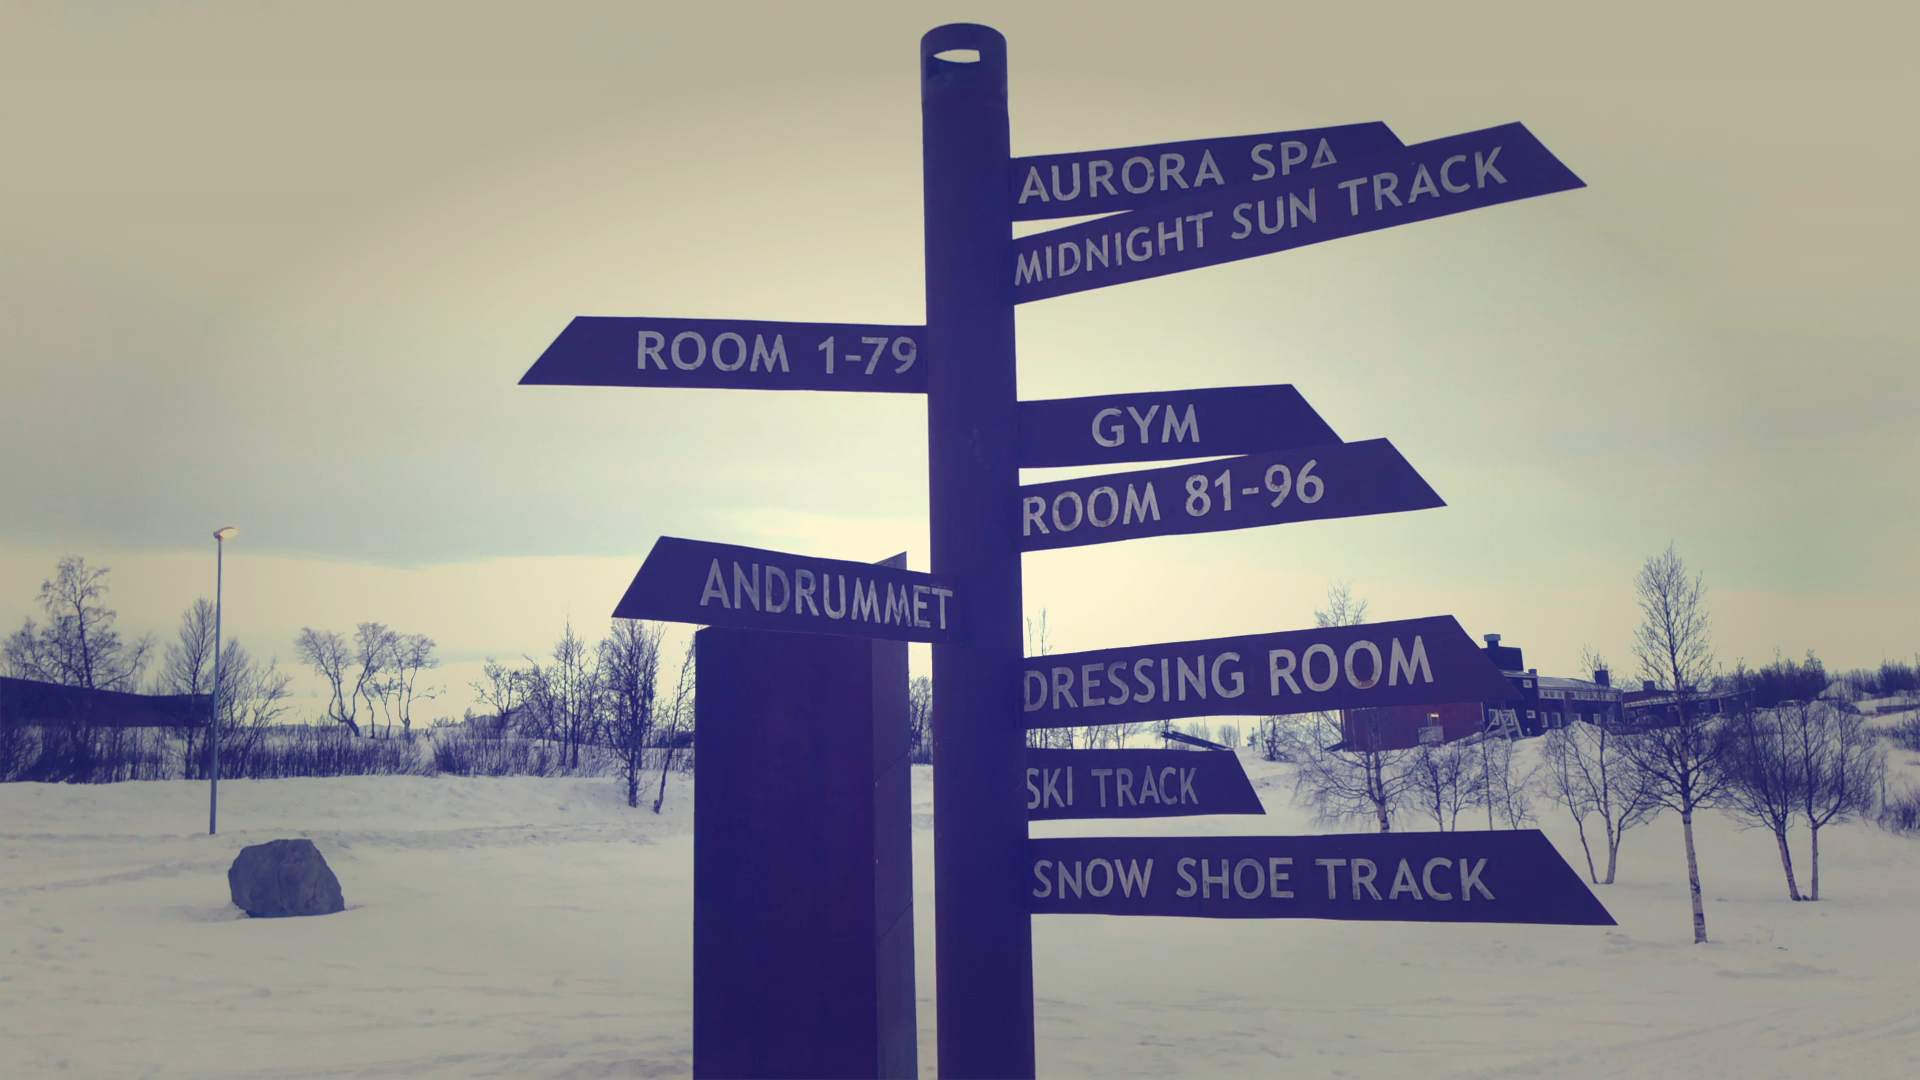 AURORA SPA
MIDNIGHT SUN TRACK
ROOM 1-79
GYM
ROOM 81-96
ANDRUMMET
DRESSING ROOM
SKI TRACK
SNOW SHOE TRACK